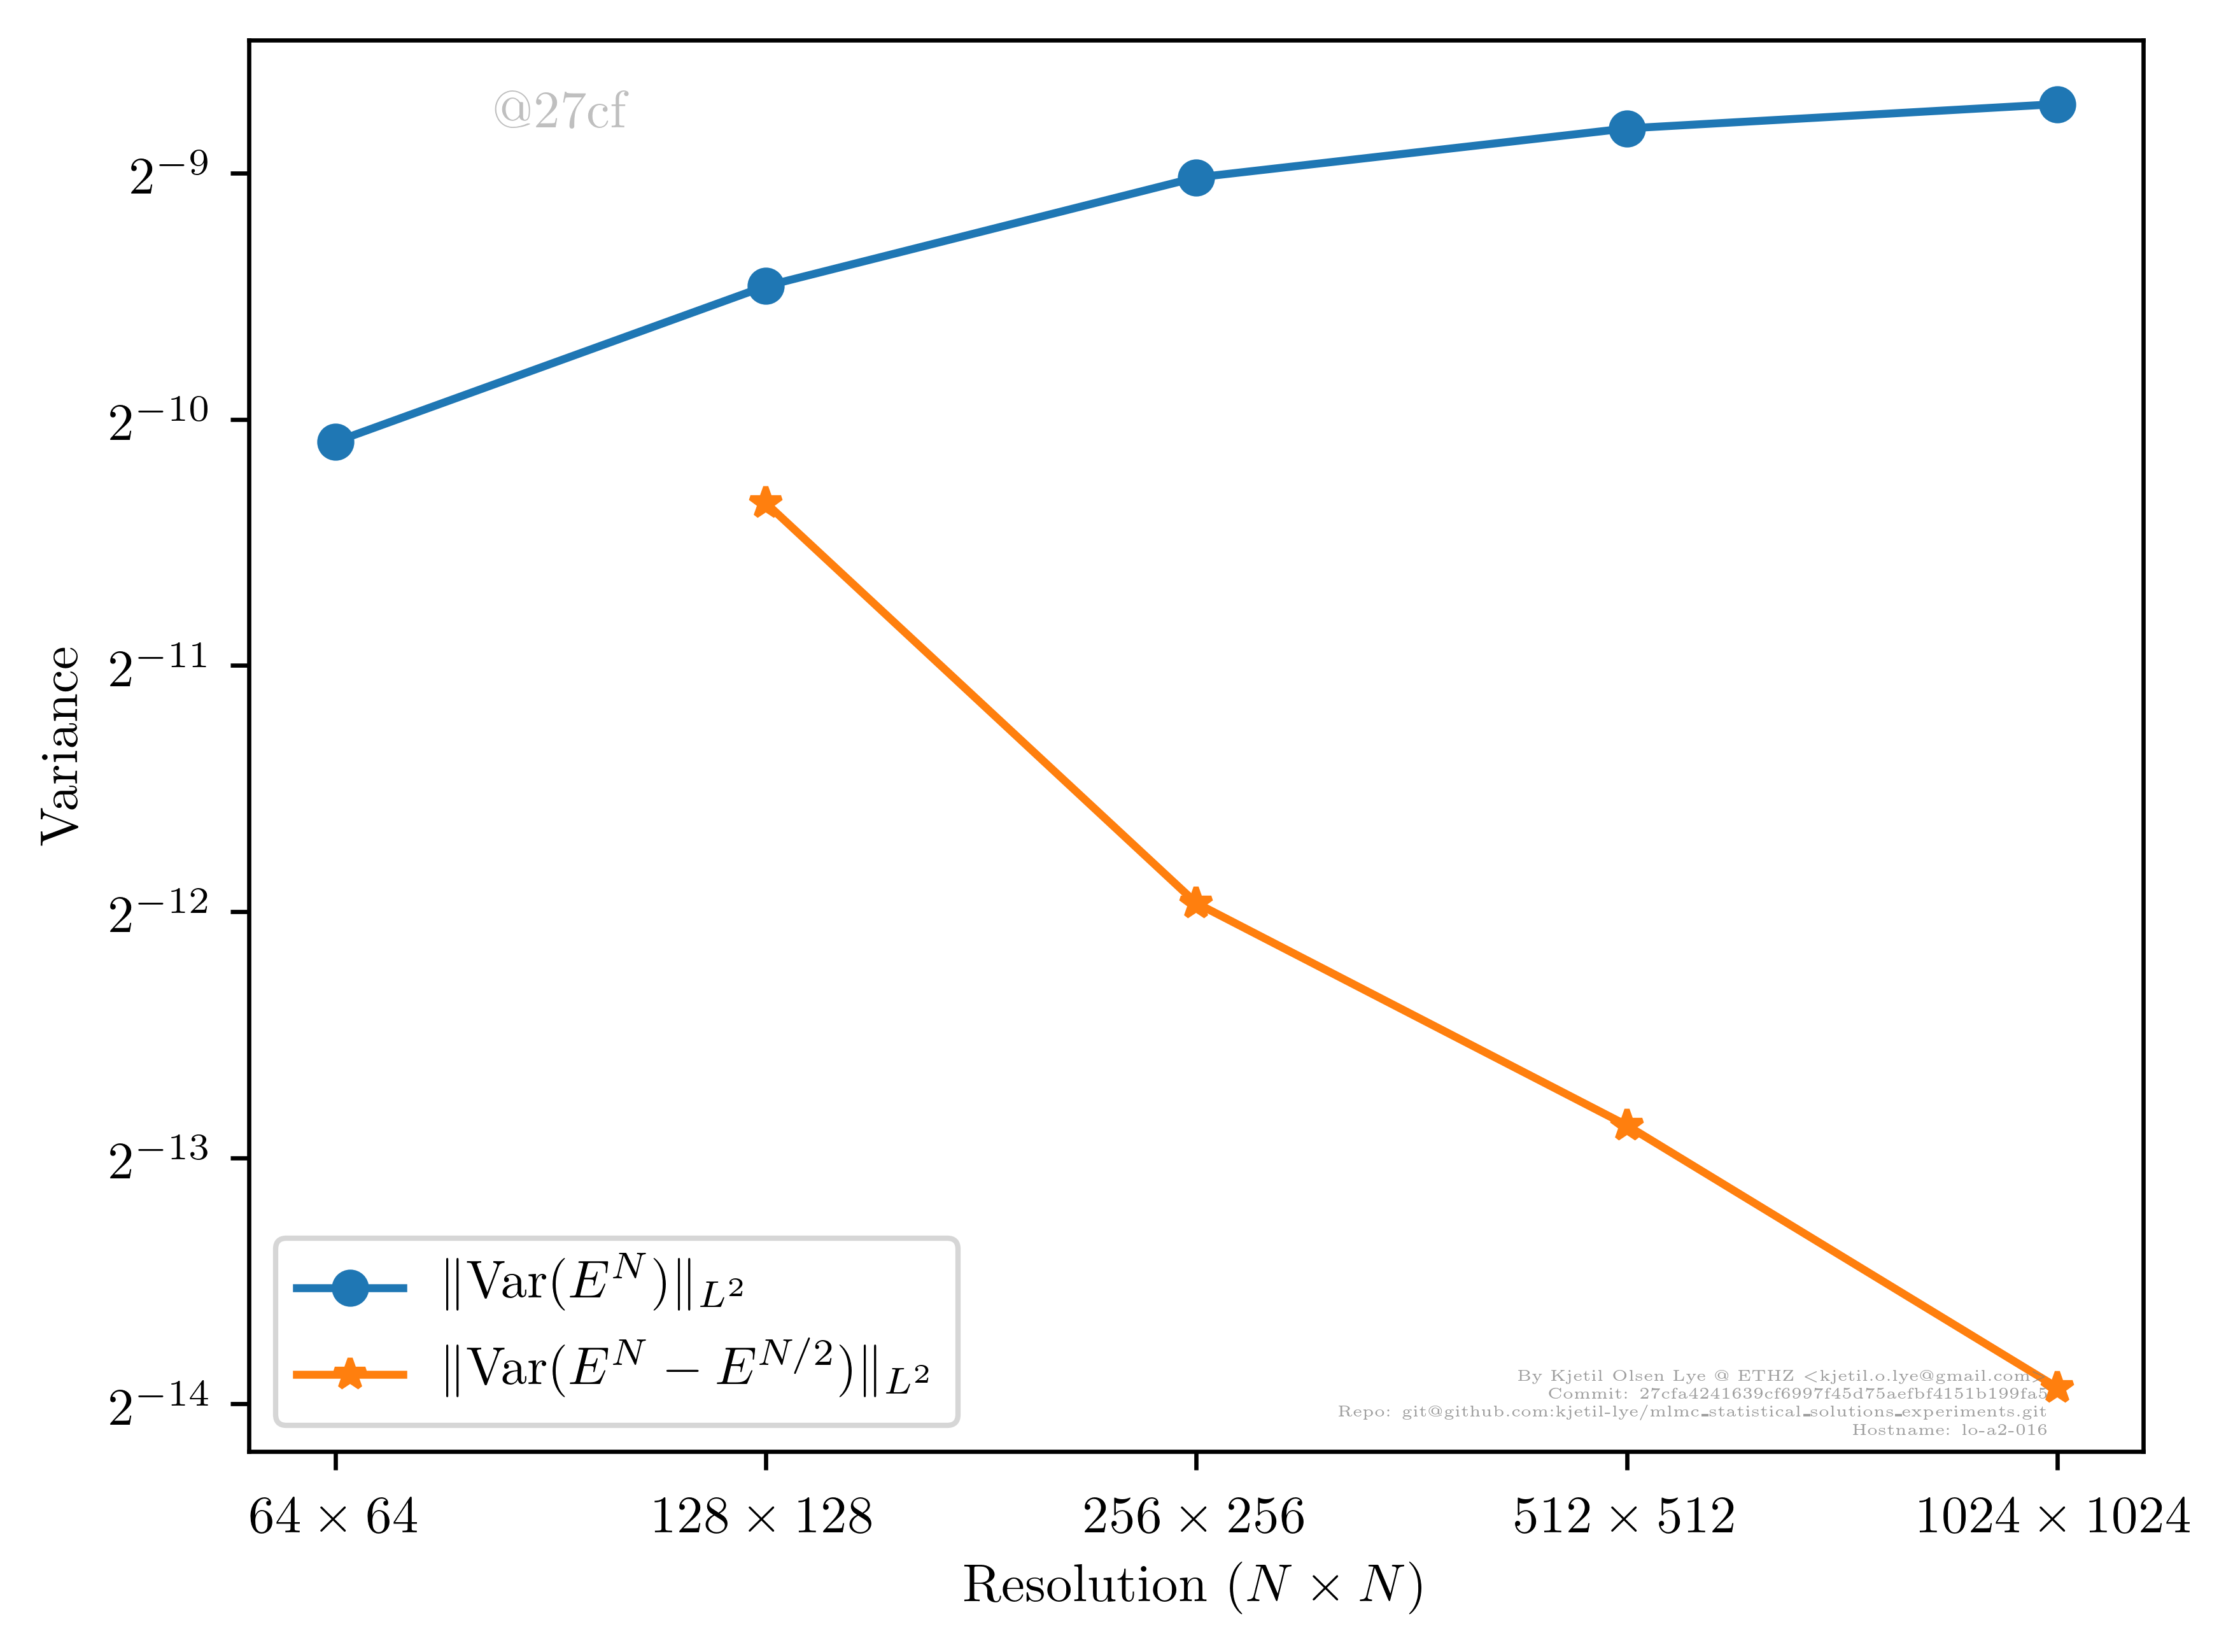 @27cf
2^{-9}
2^{-10}
2^{-11}
2^{-12}
2^{-13}
2^{-14}
Variance
‖Var(E^N)‖_{L^2}
‖Var(E^N − E^{N/2})‖_{L^2}
By Kjetil Olsen Lye @ ETHZ <kjetil.o.lye@gmail.com>
Commit: 27cfa4241639cf6997f45d75aefbf4151b199fa5
Repo: git@github.com:kjetil-lye/mlmc_statistical_solutions_experiments.git
Hostname: lo-a2-016
64 × 64 128 × 128 256 × 256 512 × 512 1024 × 1024
Resolution (N × N)